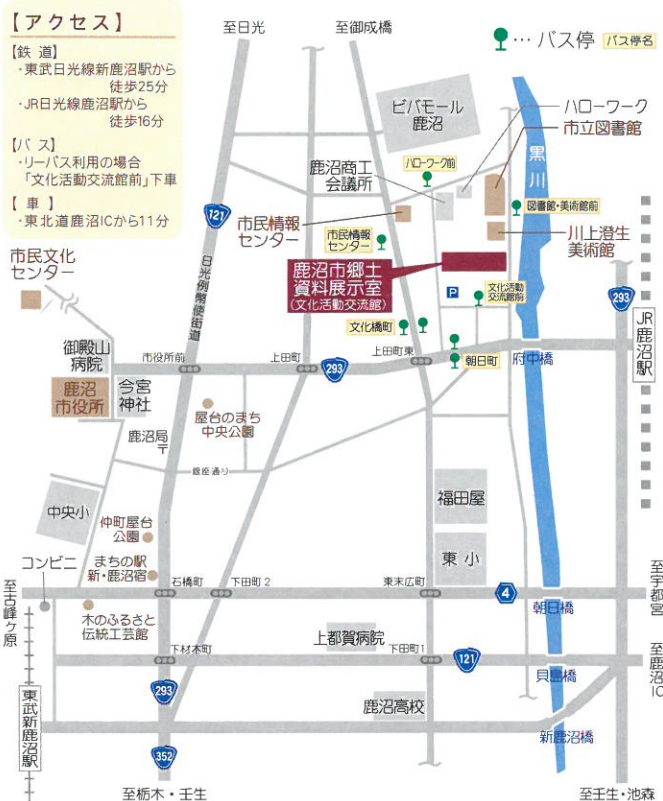 【アクセス】
【鉄 道】
・東武日光線新鹿沼駅から
徒歩25分
・JR日光線鹿沼駅から
徒歩16分
【バ ス】
・リーバス利用の場合
「文化活動交流館前」下車
【 車 】
・東北道鹿沼ICから11分
至日光
至御成橋
… バス停 バス停名
ビバモール
鹿沼
ハローワーク
市立図書館
黒川
鹿沼商工
会議所
ハローワーク前
121
市民情報
センター
図書館・美術館前
川上澄生
美術館
市民情報
センター
日光例幣使街道
鹿沼市郷土
資料展示室
(文化活動交流館)
P
文化活動
交流館前
市民文化
センター
293
JR鹿沼駅
文化橋町
御殿山
病院
市役所前
上田町
293
上田町東
朝日町
府中橋
鹿沼
市役所
今宮
神社
屋台のまち
中央公園
鹿沼局
〒
銀座通り
中央小
福田屋
仲町屋台
公園
東 小
コンビニ
まちの駅
新・鹿沼宿
至古峰ヶ原
石橋町
下田町2
東末広町
4
朝日橋
至宇都宮
木のふるさと
伝統工芸館
上都賀病院
下材木町
下田町1
121
貝島橋
至鹿沼IC
293
東武新鹿沼駅
鹿沼高校
新鹿沼橋
352
至栃木・壬生
至壬生・池森